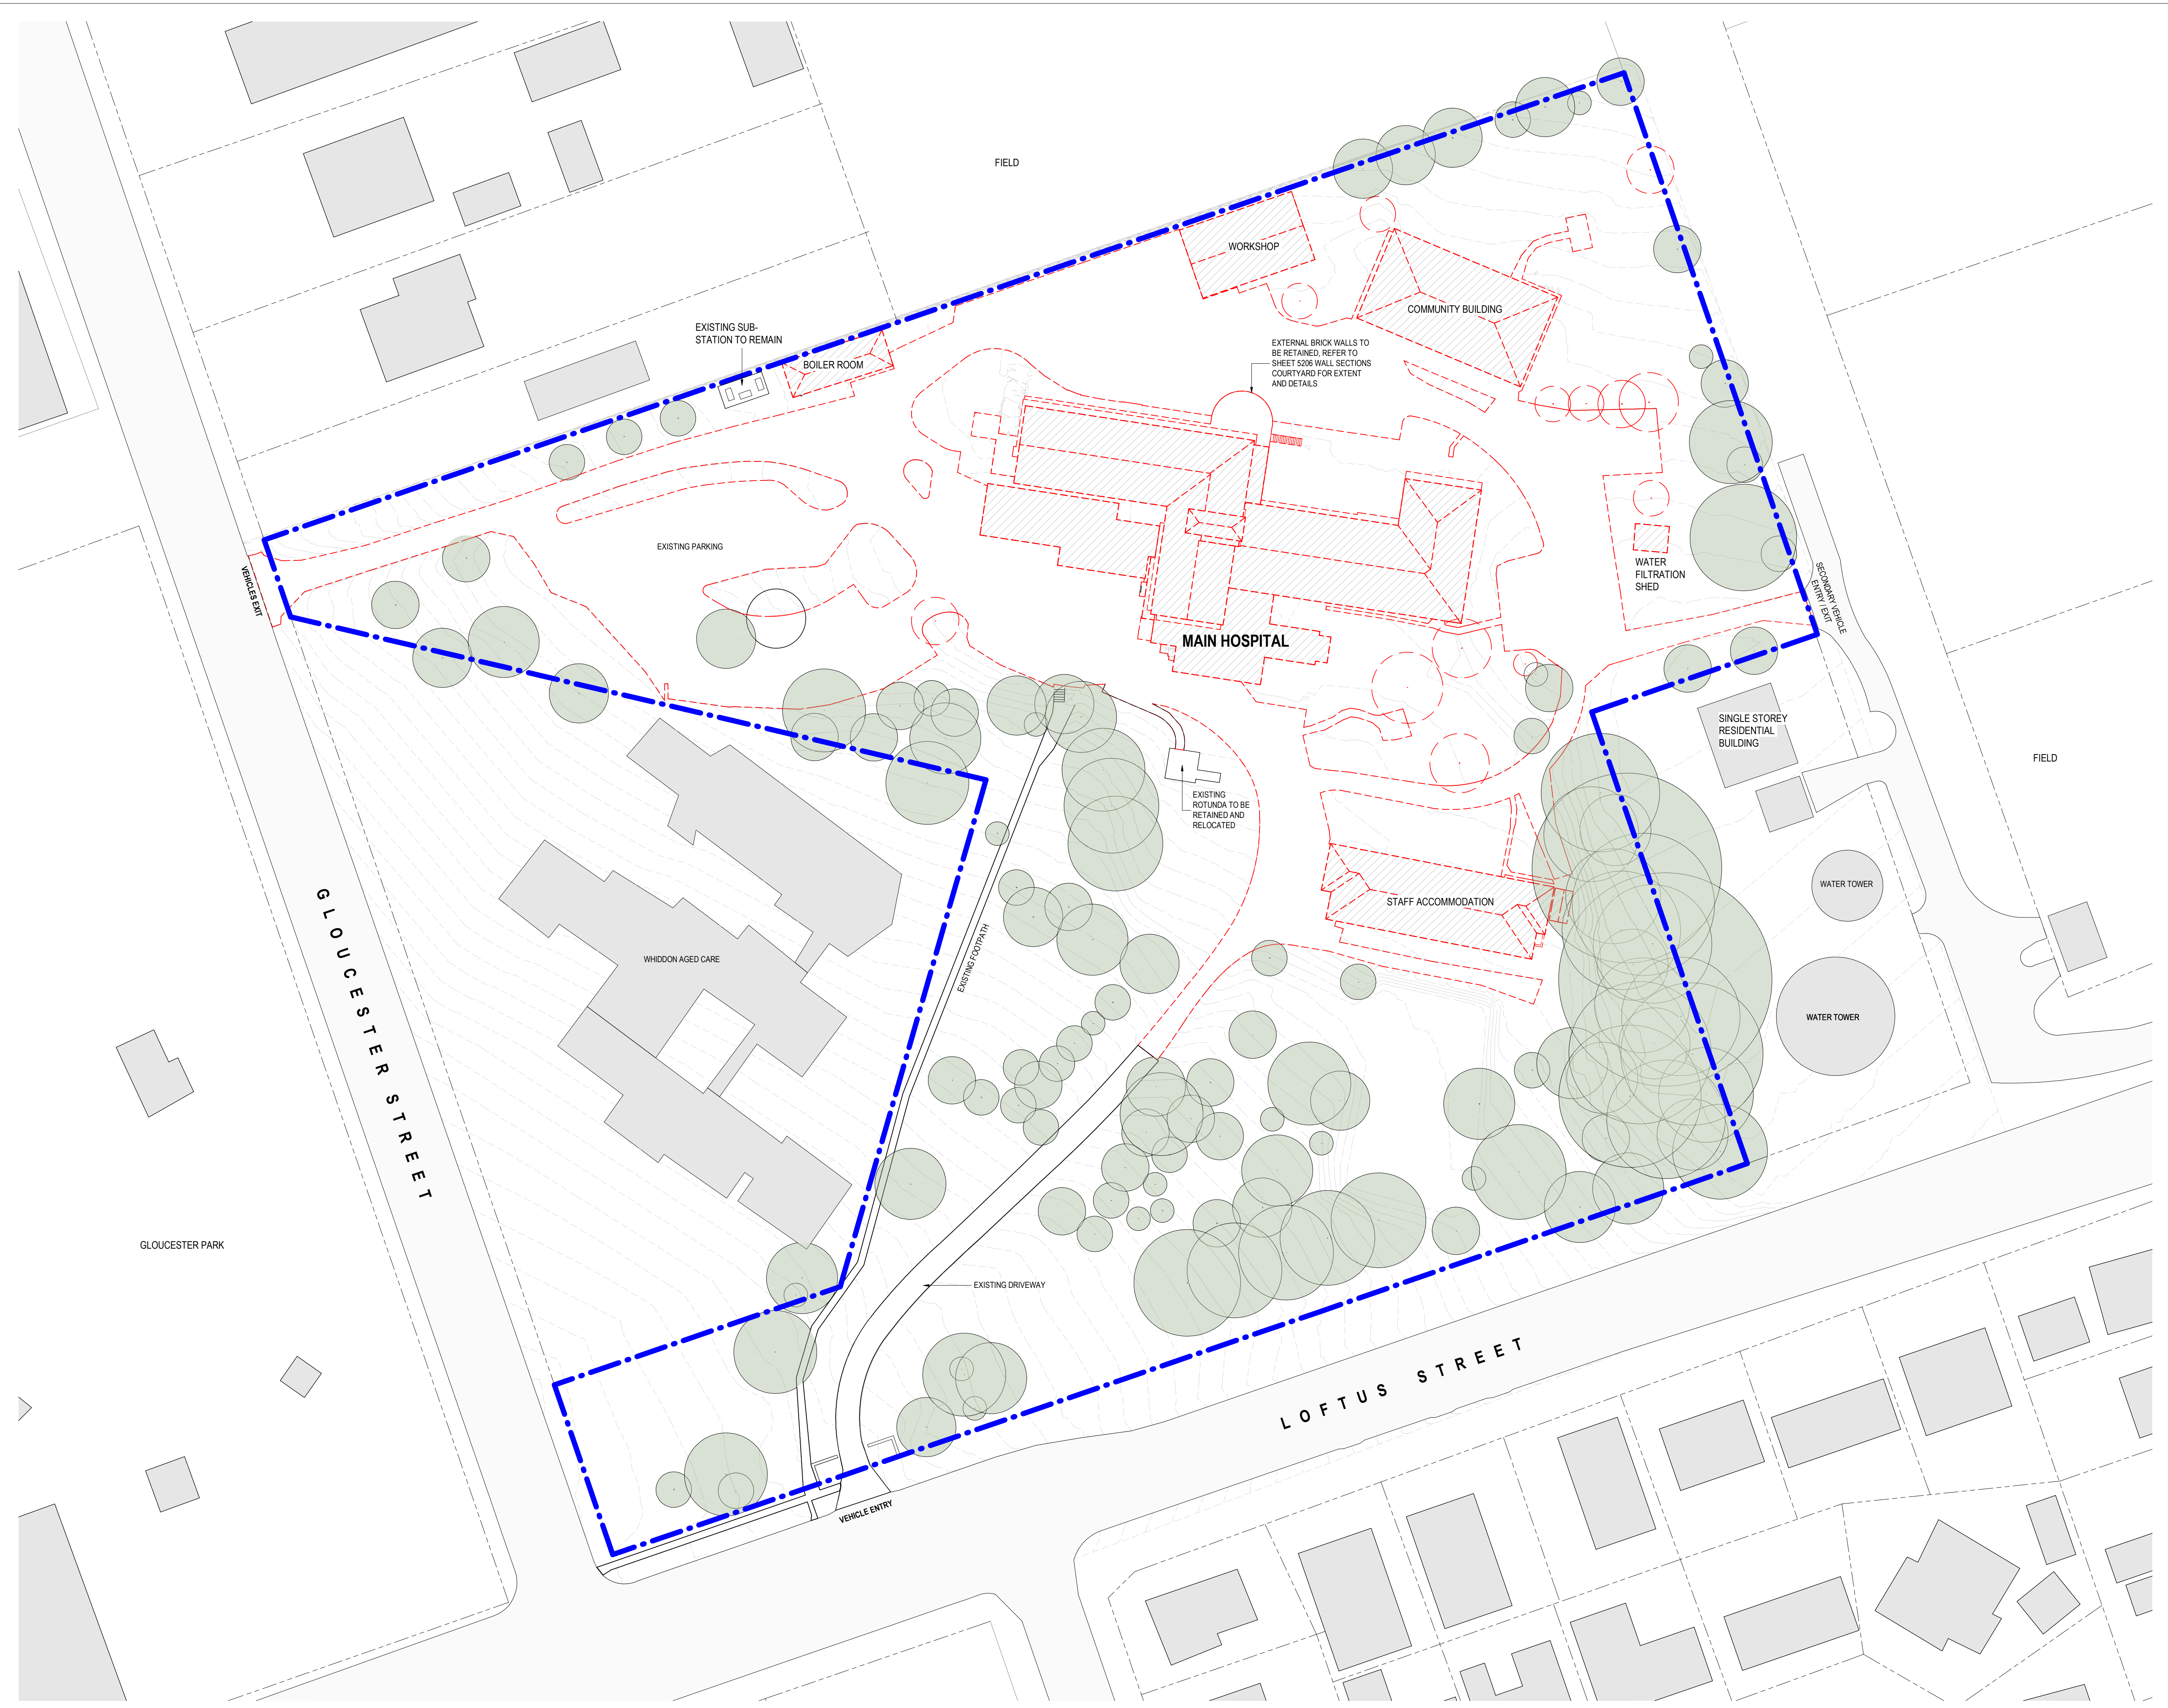 FIELD
WORKSHOP
COMMUNITY BUILDING
EXISTING SUB-
STATION TO REMAIN
BOILER ROOM
EXTERNAL BRICK WALLS TO
BE RETAINED, REFER TO
SHEET 5206 WALL SECTIONS
COURTYARD FOR EXTENT
AND DETAILS
EXISTING PARKING
VEHICLES EXIT
WATER
FILTRATION
SHED
SECONDARY VEHICLE
ENTRY / EXIT
MAIN HOSPITAL
SINGLE STOREY
RESIDENTIAL
BUILDING
FIELD
EXISTING
ROTUNDA TO BE
RETAINED AND
RELOCATED
WATER TOWER
STAFF ACCOMMODATION
WHIDDON AGED CARE
EXISTING FOOTPATH
WATER TOWER
GLOUCESTER STREET
GLOUCESTER PARK
EXISTING DRIVEWAY
LOFTUS STREET
VEHICLE ENTRY